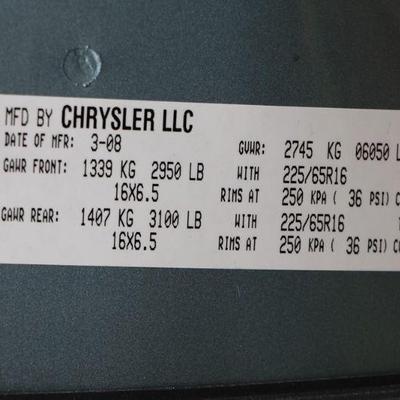 MFD BY CHRYSLER LLC
DATE OF MFR: 3-08 GVWR: 2745 KG 06050 L
GAWR FRONT: 1339 KG 2950 LB WITH 225/65R16
16X6.5 RIMS AT 250 KPA ( 36 PSI) C
GAWR REAR: 1407 KG 3100 LB WITH 225/65R16
16X6.5 RIMS AT 250 KPA ( 36 PSI) C